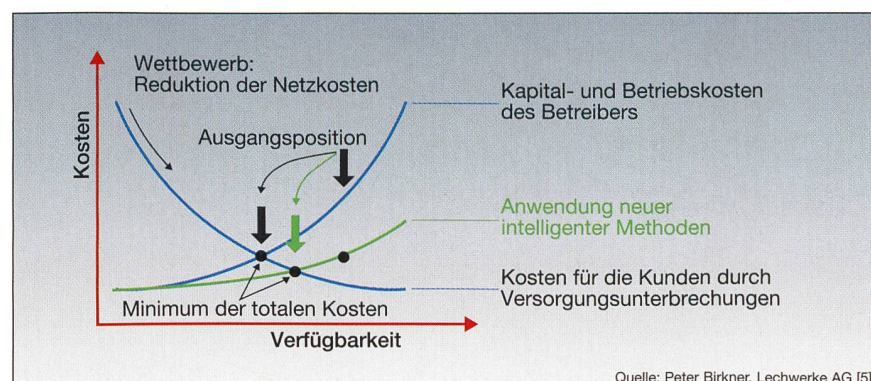 Wettbewerb:
Reduktion der Netzkosten
Ausgangsposition
Kosten
Kapital- und Betriebskosten
des Betreibers
Anwendung neuer
intelligenter Methoden
Kosten für die Kunden durch
Versorgungsunterbrechungen
Minimum der totalen Kosten
Verfügbarkeit
Quelle: Peter Birkner, Lechwerke AG [5]